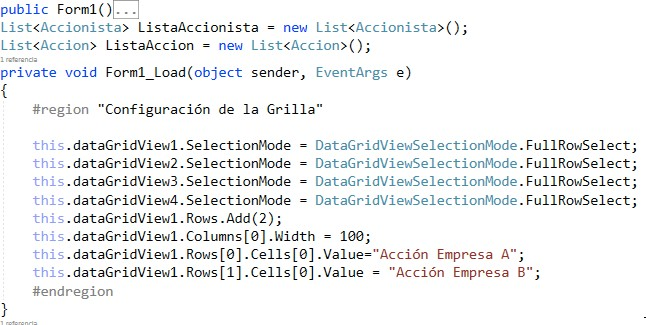 public Form1()...
List<Accionista> ListaAccionista = new List<Accionista>();
List<Accion> ListaAccion = new List<Accion>();
1 referencia
private void Form1_Load(object sender, EventArgs e)
{
#region "Configuración de la Grilla"
this.dataGridView1.SelectionMode = DataGridViewSelectionMode.FullRowSelect;
this.dataGridView2.SelectionMode = DataGridViewSelectionMode.FullRowSelect;
this.dataGridView3.SelectionMode = DataGridViewSelectionMode.FullRowSelect;
this.dataGridView4.SelectionMode = DataGridViewSelectionMode.FullRowSelect;
this.dataGridView1.Rows.Add(2);
this.dataGridView1.Columns[0].Width = 100;
this.dataGridView1.Rows[0].Cells[0].Value="Acción Empresa A";
this.dataGridView1.Rows[1].Cells[0].Value = "Acción Empresa B";
#endregion
}
1 referencia